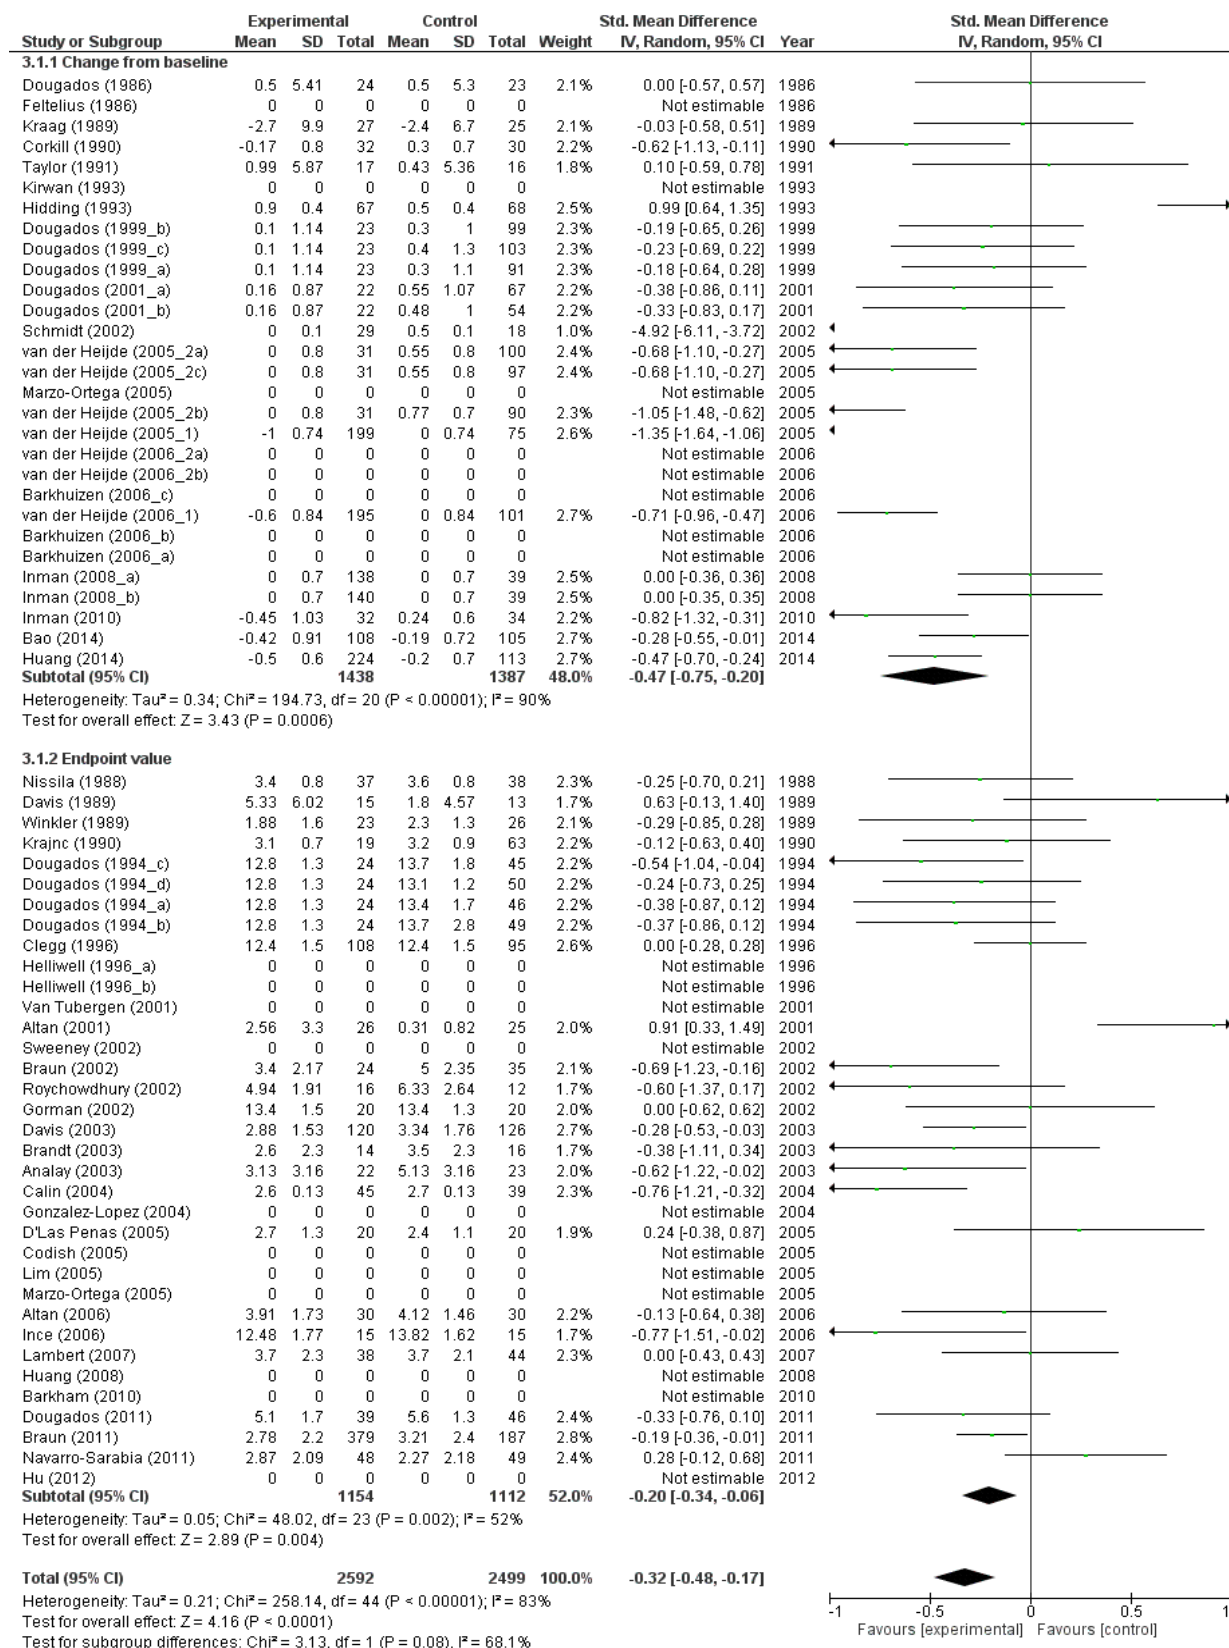 Experimental Control Std. Mean Difference Std. Mean Difference
Study or Subgroup Mean SD Total Mean SD Total Weight IV, Random, 95% CI Year IV, Random, 95% CI
3.1.1 Change from baseline
Dougados (1986) 0.5 5.41 24 0.5 5.3 23 2.1% 0.00 [-0.57, 0.57] 1986
Feltelius (1986) 0 0 0 0 0 0 Not estimable 1986
Kraag (1989) -2.7 9.9 27 -2.4 6.7 25 2.1% -0.03 [-0.58, 0.51] 1989
Corkill (1990) -0.17 0.8 32 0.3 0.7 30 2.2% -0.62 [-1.13, -0.11] 1990
Taylor (1991) 0.99 5.87 17 0.43 5.36 16 1.8% 0.10 [-0.59, 0.78] 1991
Kirwan (1993) 0 0 0 0 0 0 Not estimable 1993
Hidding (1993) 0.9 0.4 67 0.5 0.4 68 2.5% 0.99 [0.64, 1.35] 1993
Dougados (1999_b) 0.1 1.14 23 0.3 1 99 2.3% -0.19 [-0.65, 0.26] 1999
Dougados (1999_c) 0.1 1.14 23 0.4 1.3 103 2.3% -0.23 [-0.69, 0.22] 1999
Dougados (1999_a) 0.1 1.14 23 0.3 1.1 91 2.3% -0.18 [-0.64, 0.28] 1999
Dougados (2001_a) 0.16 0.87 22 0.55 1.07 67 2.2% -0.38 [-0.86, 0.11] 2001
Dougados (2001_b) 0.16 0.87 22 0.48 1 54 2.2% -0.33 [-0.83, 0.17] 2001
Schmidt (2002) 0 0.1 29 0.5 0.1 18 1.0% -4.92 [-6.11, -3.72] 2002
van der Heijde (2005_2a) 0 0.8 31 0.55 0.8 100 2.4% -0.68 [-1.10, -0.27] 2005
van der Heijde (2005_2c) 0 0.8 31 0.55 0.8 97 2.4% -0.68 [-1.10, -0.27] 2005
Marzo-Ortega (2005) 0 0 0 0 0 0 Not estimable 2005
van der Heijde (2005_2b) 0 0.8 31 0.77 0.7 90 2.3% -1.05 [-1.48, -0.62] 2005
van der Heijde (2005_1) -1 0.74 199 0 0.74 75 2.6% -1.35 [-1.64, -1.06] 2005
van der Heijde (2006_2a) 0 0 0 0 0 0 Not estimable 2006
van der Heijde (2006_2b) 0 0 0 0 0 0 Not estimable 2006
Barkhuizen (2006_c) 0 0 0 0 0 0 Not estimable 2006
van der Heijde (2006_1) -0.6 0.84 195 0 0.84 101 2.7% -0.71 [-0.96, -0.47] 2006
Barkhuizen (2006_b) 0 0 0 0 0 0 Not estimable 2006
Barkhuizen (2006_a) 0 0 0 0 0 0 Not estimable 2006
Inman (2008_a) 0 0.7 138 0 0.7 39 2.5% 0.00 [-0.36, 0.36] 2008
Inman (2008_b) 0 0.7 140 0 0.7 39 2.5% 0.00 [-0.35, 0.35] 2008
Inman (2010) -0.45 1.03 32 0.24 0.6 34 2.2% -0.82 [-1.32, -0.31] 2010
Bao (2014) -0.42 0.91 108 -0.19 0.72 105 2.7% -0.28 [-0.55, -0.01] 2014
Huang (2014) -0.5 0.6 224 -0.2 0.7 113 2.7% -0.47 [-0.70, -0.24] 2014
Subtotal (95% CI) 1438 1387 48.0% -0.47 [-0.75, -0.20]
Heterogeneity: Tau² = 0.34; Chi² = 194.73, df = 20 (P < 0.00001); I² = 90%
Test for overall effect: Z = 3.43 (P = 0.0006)
3.1.2 Endpoint value
Nissila (1988) 3.4 0.8 37 3.6 0.8 38 2.3% -0.25 [-0.70, 0.21] 1988
Davis (1989) 5.33 6.02 15 1.8 4.57 13 1.7% 0.63 [-0.13, 1.40] 1989
Winkler (1989) 1.88 1.6 23 2.3 1.3 26 2.1% -0.29 [-0.85, 0.28] 1989
Krajnc (1990) 3.1 0.7 19 3.2 0.9 63 2.2% -0.12 [-0.63, 0.40] 1990
Dougados (1994_c) 12.8 1.3 24 13.7 1.8 45 2.2% -0.54 [-1.04, -0.04] 1994
Dougados (1994_d) 12.8 1.3 24 13.1 1.2 50 2.2% -0.24 [-0.73, 0.25] 1994
Dougados (1994_a) 12.8 1.3 24 13.4 1.7 46 2.2% -0.38 [-0.87, 0.12] 1994
Dougados (1994_b) 12.8 1.3 24 13.7 2.8 49 2.2% -0.37 [-0.86, 0.12] 1994
Clegg (1996) 12.4 1.5 108 12.4 1.5 95 2.6% 0.00 [-0.28, 0.28] 1996
Helliwell (1996_a) 0 0 0 0 0 0 Not estimable 1996
Helliwell (1996_b) 0 0 0 0 0 0 Not estimable 1996
Van Tubergen (2001) 0 0 0 0 0 0 Not estimable 2001
Altan (2001) 2.56 3.3 26 0.31 0.82 25 2.0% 0.91 [0.33, 1.49] 2001
Sweeney (2002) 0 0 0 0 0 0 Not estimable 2002
Braun (2002) 3.4 2.17 24 5 2.35 35 2.1% -0.69 [-1.23, -0.16] 2002
Roychowdhury (2002) 4.94 1.91 16 6.33 2.64 12 1.7% -0.60 [-1.37, 0.17] 2002
Gorman (2002) 13.4 1.5 20 13.4 1.3 20 2.0% 0.00 [-0.62, 0.62] 2002
Davis (2003) 2.88 1.53 120 3.34 1.76 126 2.7% -0.28 [-0.53, -0.03] 2003
Brandt (2003) 2.6 2.3 14 3.5 2.3 16 1.7% -0.38 [-1.11, 0.34] 2003
Analay (2003) 3.13 3.16 22 5.13 3.16 23 2.0% -0.62 [-1.22, -0.02] 2003
Calin (2004) 2.6 0.13 45 2.7 0.13 39 2.3% -0.76 [-1.21, -0.32] 2004
Gonzalez-Lopez (2004) 0 0 0 0 0 0 Not estimable 2004
D'Las Penas (2005) 2.7 1.3 20 2.4 1.1 20 1.9% 0.24 [-0.38, 0.87] 2005
Codish (2005) 0 0 0 0 0 0 Not estimable 2005
Lim (2005) 0 0 0 0 0 0 Not estimable 2005
Marzo-Ortega (2005) 0 0 0 0 0 0 Not estimable 2005
Altan (2006) 3.91 1.73 30 4.12 1.46 30 2.2% -0.13 [-0.64, 0.38] 2006
Ince (2006) 12.48 1.77 15 13.82 1.62 15 1.7% -0.77 [-1.51, -0.02] 2006
Lambert (2007) 3.7 2.3 38 3.7 2.1 44 2.3% 0.00 [-0.43, 0.43] 2007
Huang (2008) 0 0 0 0 0 0 Not estimable 2008
Barkham (2010) 0 0 0 0 0 0 Not estimable 2010
Dougados (2011) 5.1 1.7 39 5.6 1.3 46 2.4% -0.33 [-0.76, 0.10] 2011
Braun (2011) 2.78 2.2 379 3.21 2.4 187 2.8% -0.19 [-0.36, -0.01] 2011
Navarro-Sarabia (2011) 2.87 2.09 48 2.27 2.18 49 2.4% 0.28 [-0.12, 0.68] 2011
Hu (2012) 0 0 0 0 0 0 Not estimable 2012
Subtotal (95% CI) 1154 1112 52.0% -0.20 [-0.34, -0.06]
Heterogeneity: Tau² = 0.05; Chi² = 48.02, df = 23 (P = 0.002); I² = 52%
Test for overall effect: Z = 2.89 (P = 0.004)
Total (95% CI) 2592 2499 100.0% -0.32 [-0.48, -0.17]
Heterogeneity: Tau² = 0.21; Chi² = 258.14, df = 44 (P < 0.00001); I² = 83%
Test for overall effect: Z = 4.16 (P < 0.0001)
Test for subgroup differences: Chi² = 3.13, df = 1 (P = 0.08), I² = 68.1%
-1 -0.5 0 0.5 1
Favours [experimental] Favours [control]